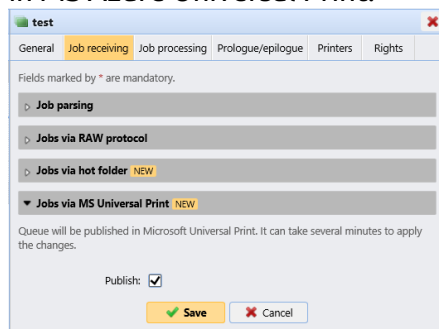 test
General Job receiving Job processing Prologue/epilogue Printers Rights
Fields marked by * are mandatory.
Job parsing
Jobs via RAW protocol
Jobs via hot folder NEW
Jobs via MS Universal Print NEW
Queue will be published in Microsoft Universal Print. It can take several minutes to apply
the changes.
Publish:
Save Cancel